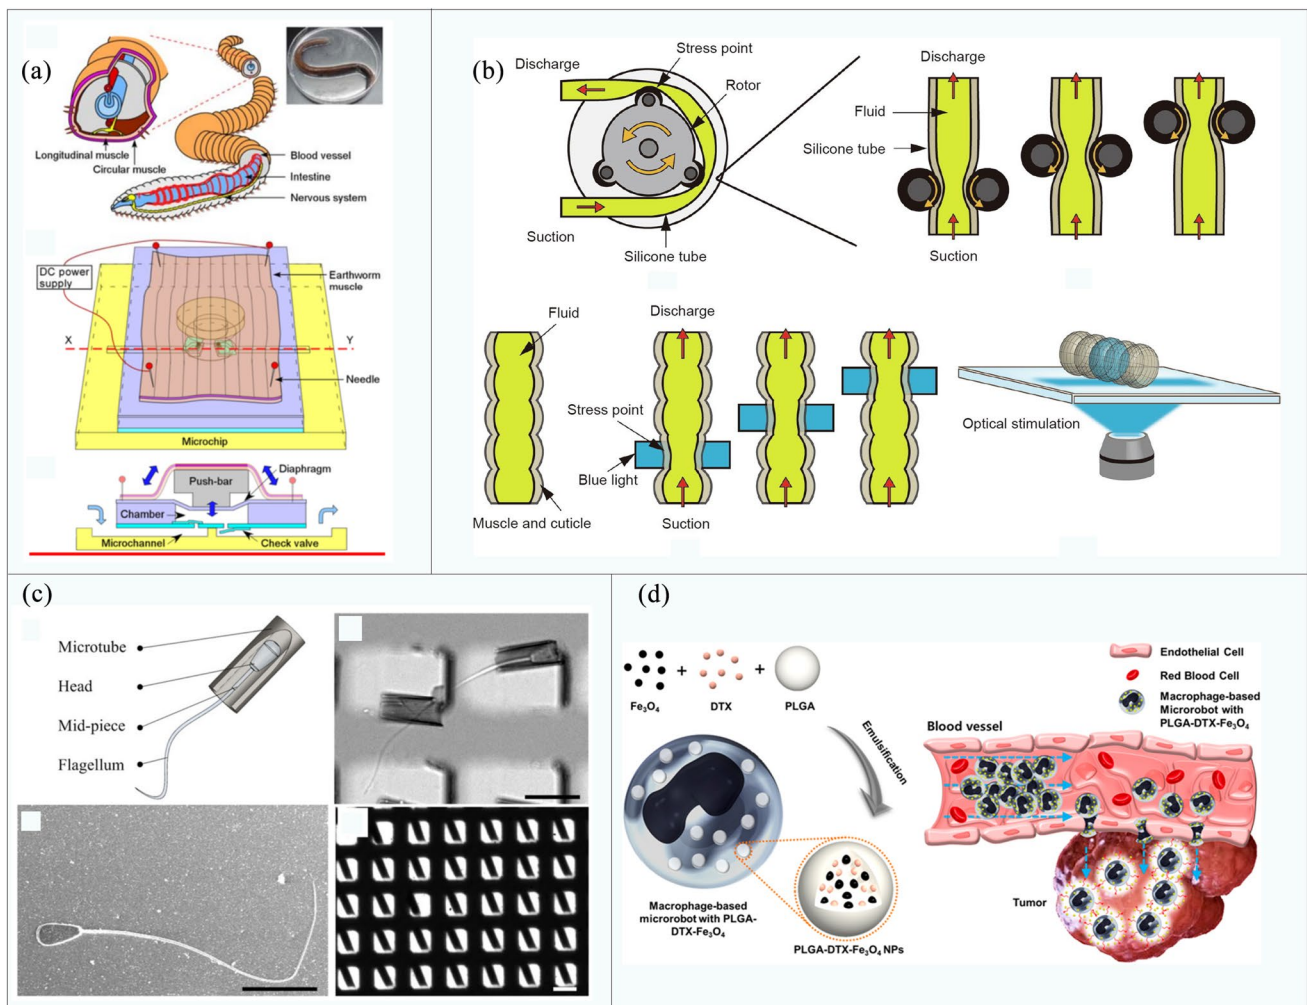 (a)
Longitudinal muscle
Circular muscle
Blood vessel
Intestine
Nervous system
DC power
supply
Earthworm
muscle
X
Y
Needle
Microchip
Push-bar
Diaphragm
Chamber
Microchannel
Check valve
(b)
Stress point
Discharge
Rotor
Suction
Silicone tube
Discharge
Fluid
Silicone tube
Suction
Fluid
Discharge
Stress point
Blue light
Muscle and cuticle
Suction
Optical stimulation
(c)
Microtube
Head
Mid-piece
Flagellum
(d)
+
+
Fe₃O₄
DTX
PLGA
Emulsification
Macrophage-based
microrobot with PLGA-
DTX-Fe₃O₄
PLGA-DTX-Fe₃O₄ NPs
Endothelial Cell
Red Blood Cell
Macrophage-based
Microrobot with
PLGA-DTX-Fe₃O₄
Blood vessel
Tumor